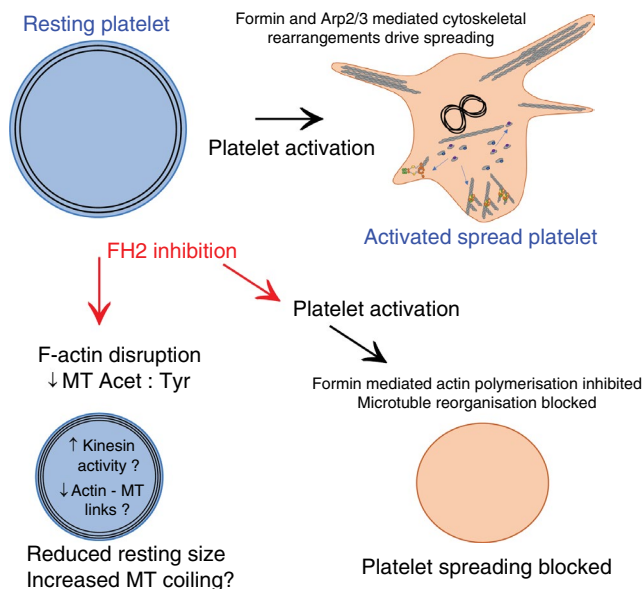 Resting platelet
Formin and Arp2/3 mediated cytoskeletal
rearrangements drive spreading
Platelet activation
Activated spread platelet
FH2 inhibition
Platelet activation
F-actin disruption
↓MT Acet : Tyr
Formin mediated actin polymerisation inhibited
Microtuble reorganisation blocked
↑ Kinesin
activity ?
↓ Actin - MT
links ?
Reduced resting size
Increased MT coiling?
Platelet spreading blocked